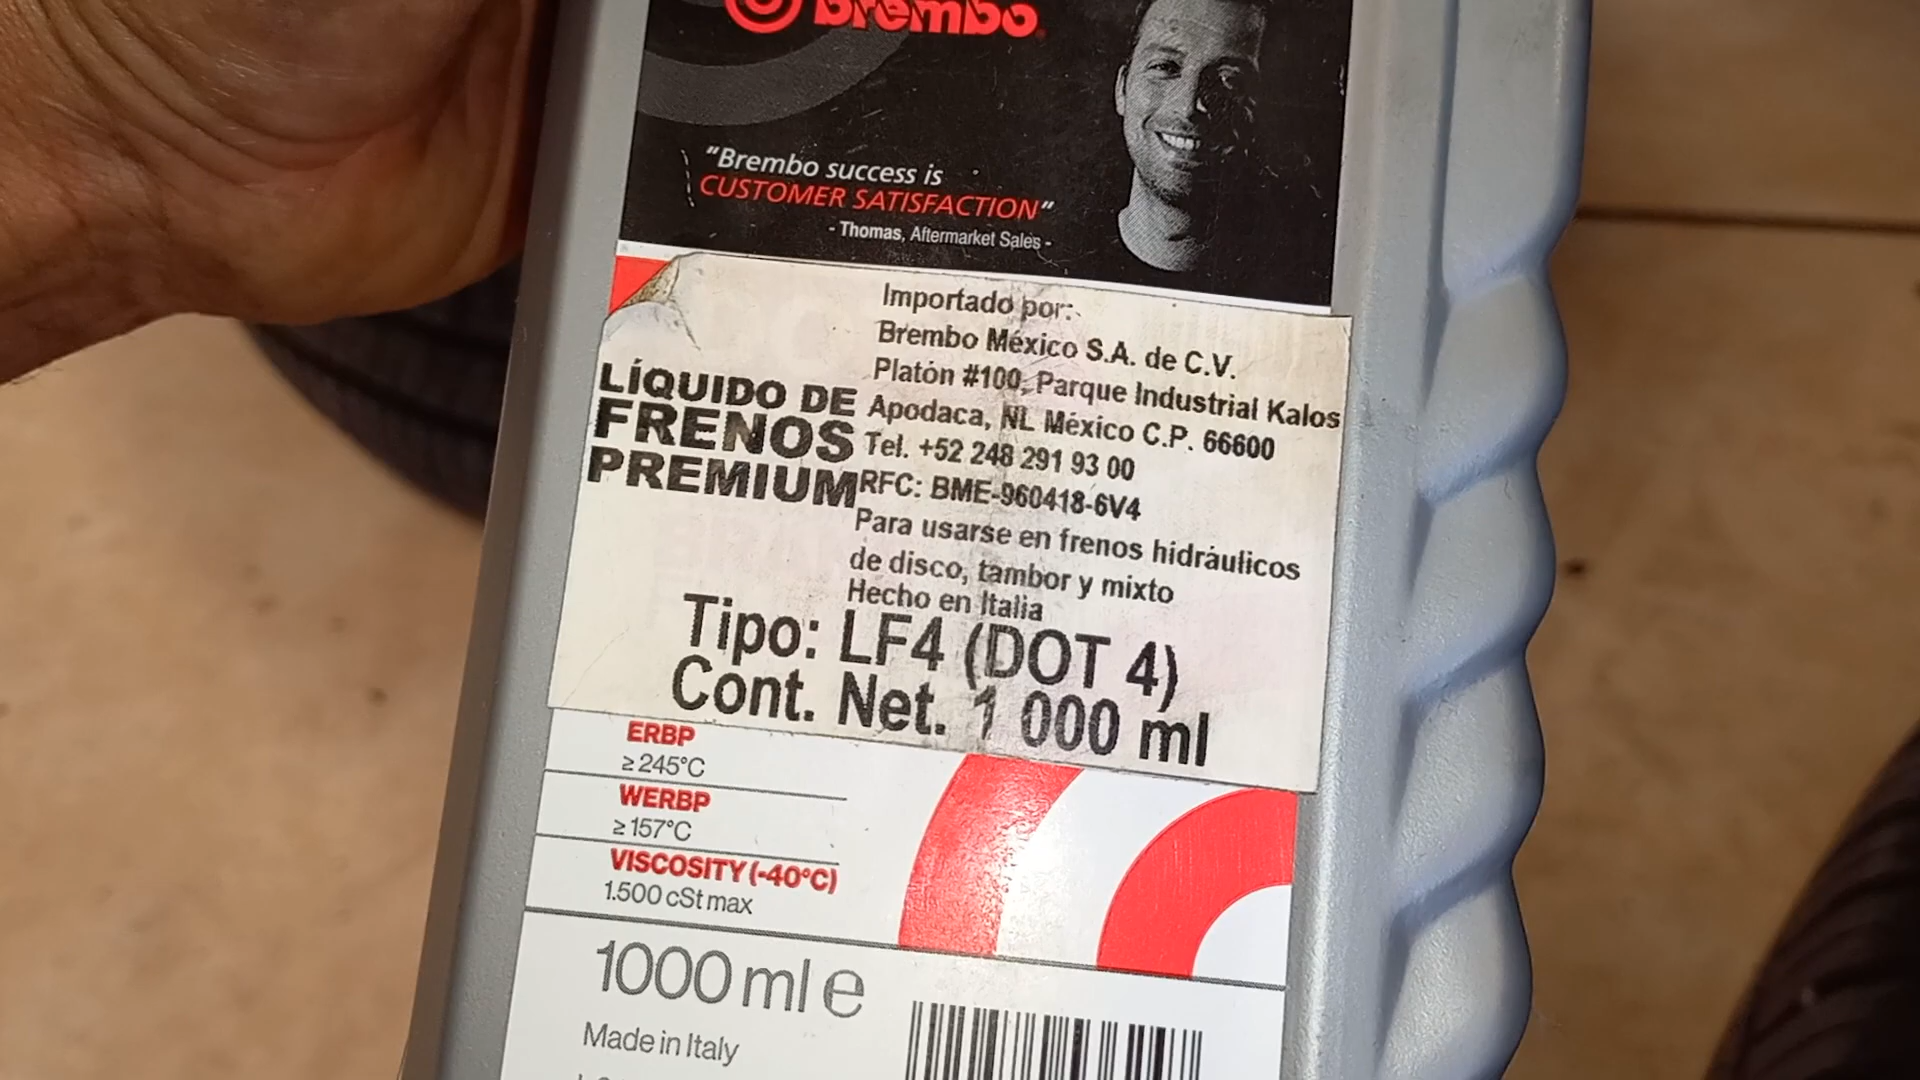 brembo
"Brembo success is
CUSTOMER SATISFACTION"
- Thomas, Aftermarket Sales -
LÍQUIDO DE
FRENOS
PREMIUM
Importado por:
Brembo México S.A. de C.V.
Platón #100, Parque Industrial Kalos
Apodaca, NL México C.P. 66600
Tel. +52 248 291 93 00
RFC: BME-960418-6V4
Para usarse en frenos hidráulicos
de disco, tambor y mixto
Hecho en Italia
Tipo: LF4 (DOT 4)
Cont. Net. 1 000 ml
ERBP
≥ 245°C
WERBP
≥ 157°C
VISCOSITY (-40°C)
1.500 cSt max
1000 ml e
Made in Italy